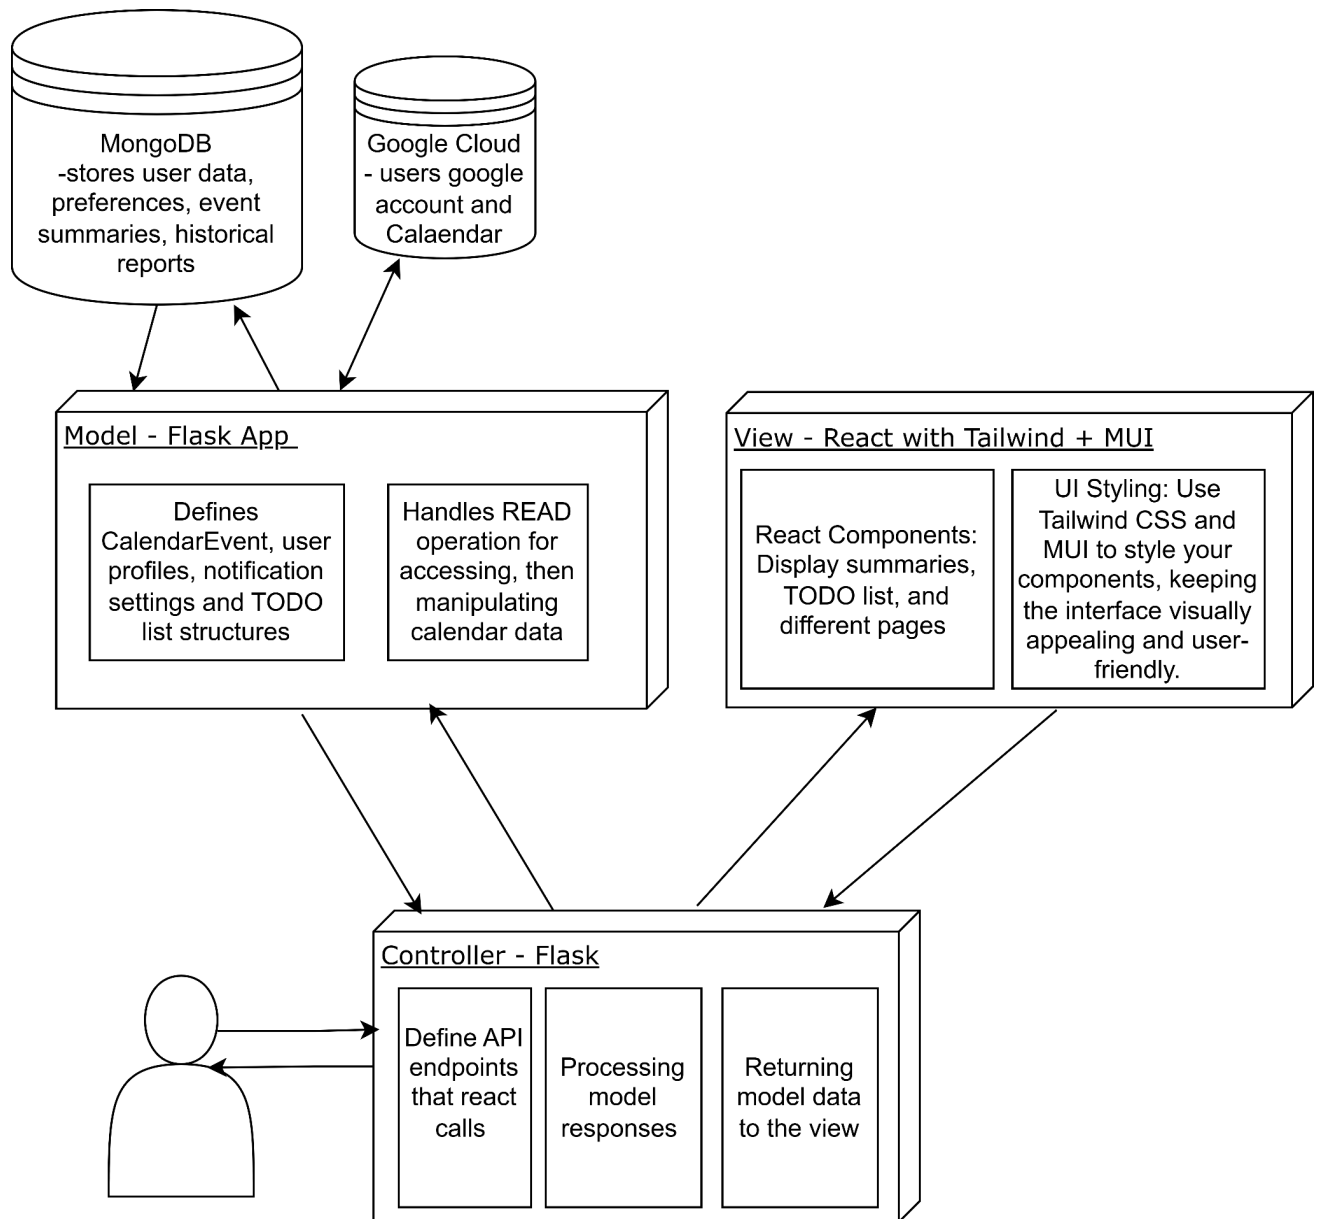 MongoDB
-stores user data,
preferences, event
summaries, historical
reports
Google Cloud
- users google
account and
Calaendar
Model - Flask App
Defines
CalendarEvent, user
profiles, notification
settings and TODO
list structures
Handles READ
operation for
accessing, then
manipulating
calendar data
View - React with Tailwind + MUI
React Components:
Display summaries,
TODO list, and
different pages
UI Styling: Use
Tailwind CSS and
MUI to style your
components, keeping
the interface visually
appealing and user-
friendly.
Controller - Flask
Define API
endpoints
that react
calls
Processing
model
responses
Returning
model data
to the view